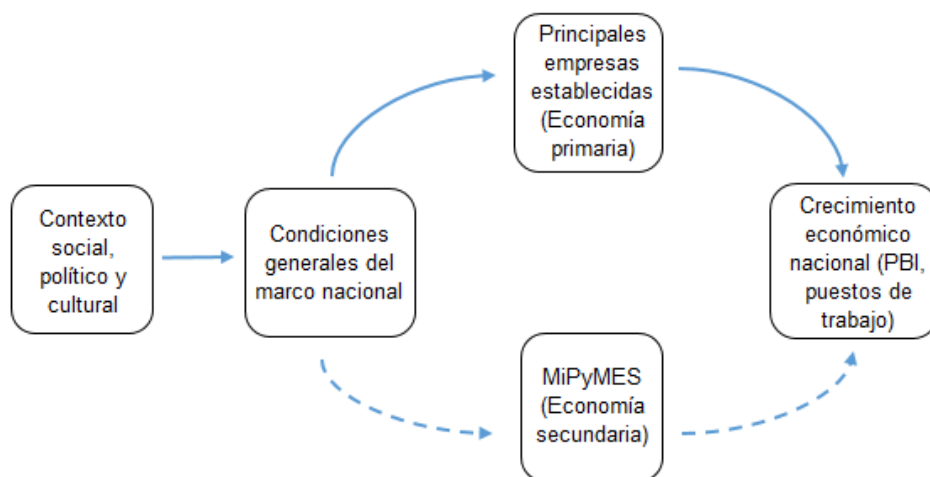 Contexto
social,
político y
cultural
Condiciones
generales del
marco nacional
Principales
empresas
establecidas
(Economía
primaria)
MiPyMES
(Economía
secundaria)
Crecimiento
económico
nacional (PBI,
puestos de
trabajo)